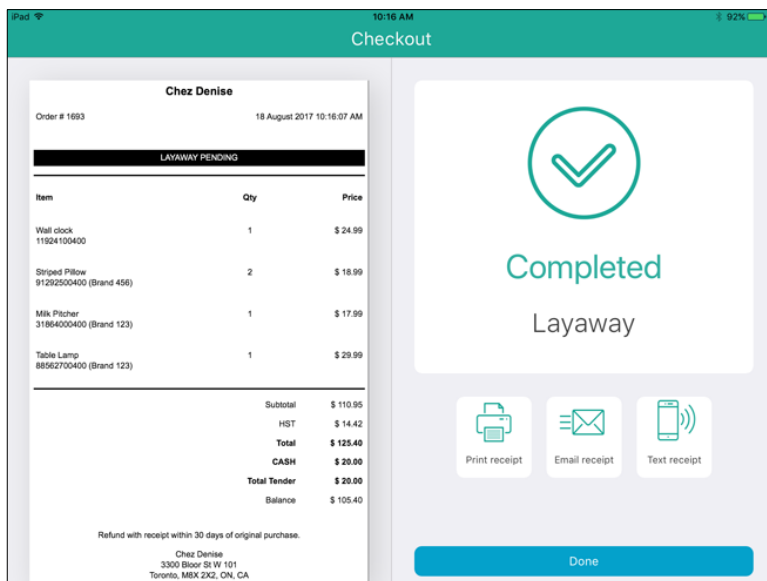 iPad 10:16 AM 92%
Checkout
Chez Denise
Order # 1693 18 August 2017 10:16:07 AM
LAYAWAY PENDING
Item Qty Price
Wall clock 1 $ 24.99
11924100400
Striped Pillow 2 $ 18.99
91292500400 (Brand 456)
Milk Pitcher 1 $ 17.99
31864000400 (Brand 123)
Table Lamp 1 $ 29.99
88562700400 (Brand 123)
Subtotal $ 110.95
HST $ 14.42
Total $ 125.40
CASH $ 20.00
Total Tender $ 20.00
Balance $ 105.40
Refund with receipt within 30 days of original purchase.
Chez Denise
3300 Bloor St W 101
Toronto, M8X 2X2, ON, CA
Completed
Layaway
Print receipt Email receipt Text receipt
Done